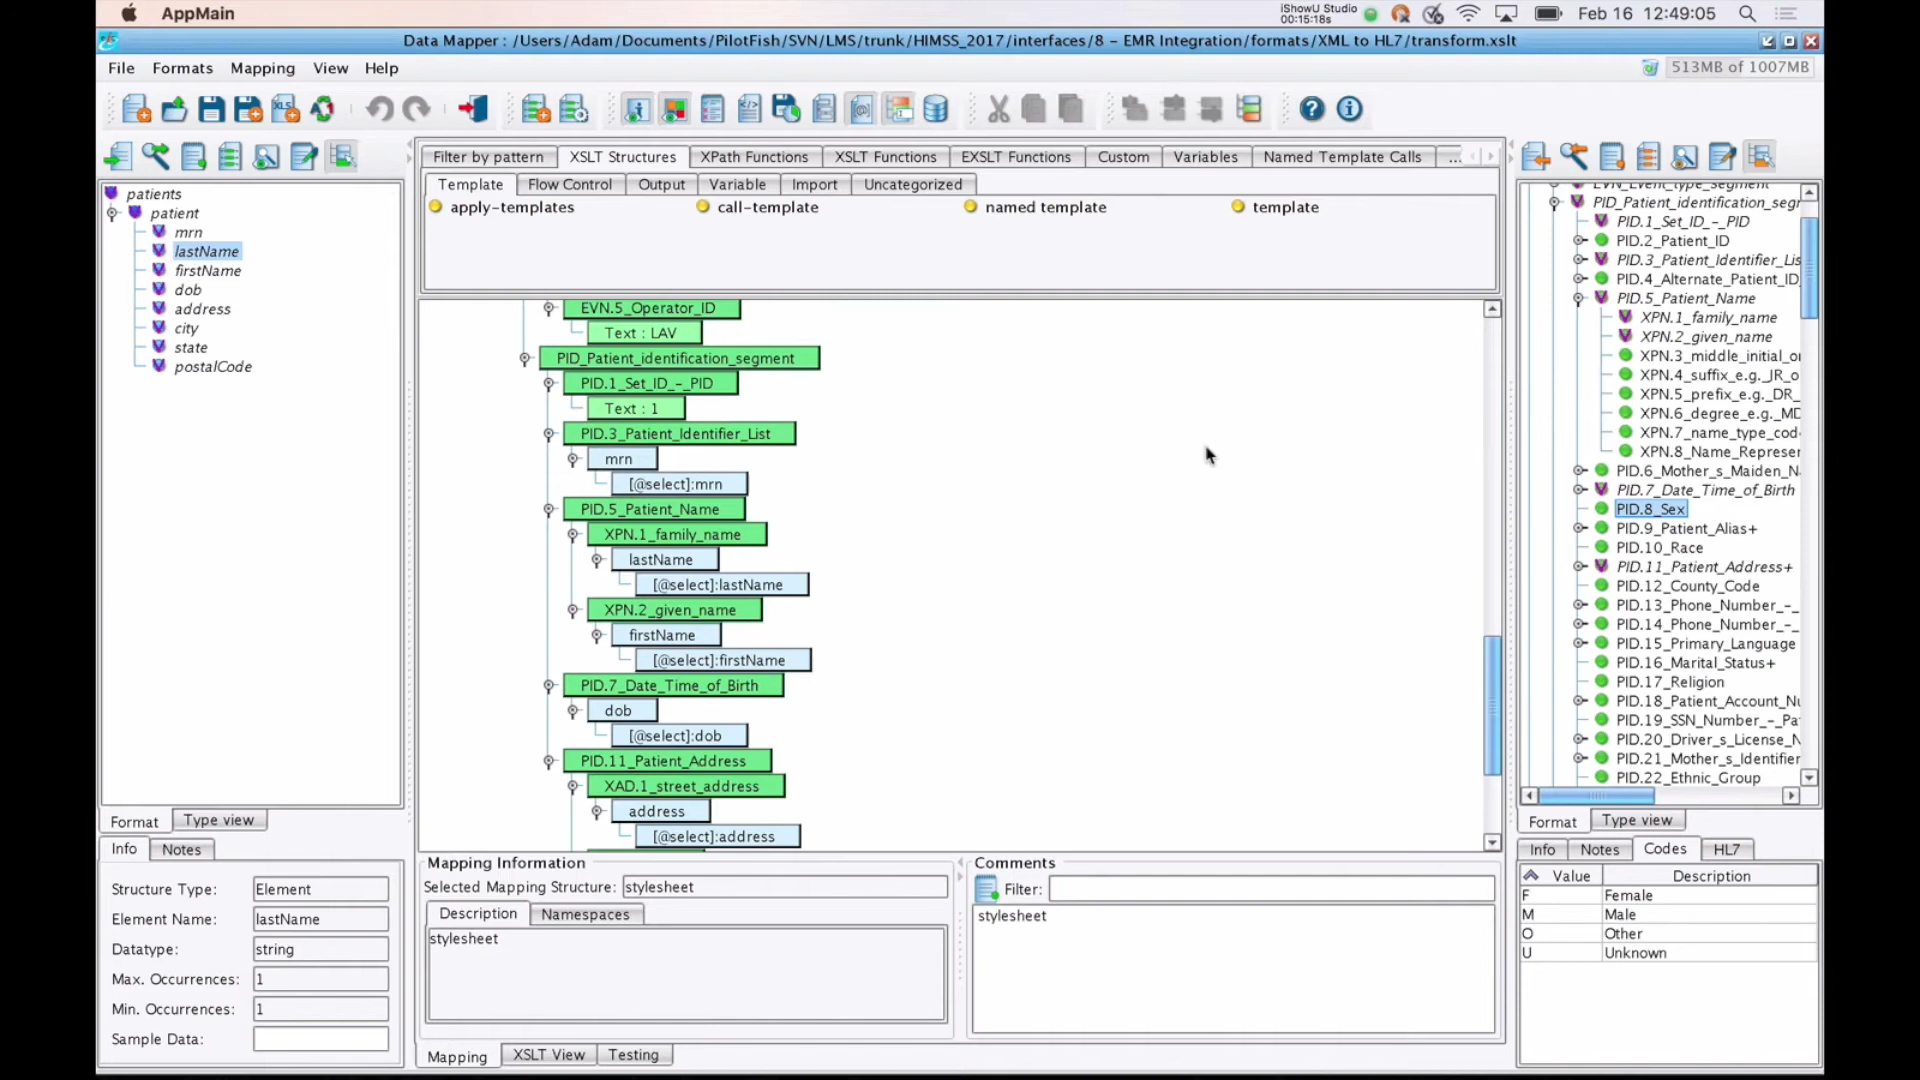 AppMain
iShowU Studio
00:15:18s
Feb 16 12:49:05
Data Mapper : /Users/Adam/Documents/PilotFish/SVN/LMS/trunk/HIMSS_2017/interfaces/8 - EMR Integration/formats/XML to HL7/transform.xslt
File Formats Mapping View Help
513MB of 1007MB
patients
patient
mrn
lastName
firstName
dob
address
city
state
postalCode
Format Type view
Info Notes
Structure Type: Element
Element Name: lastName
Datatype: string
Max. Occurrences: 1
Min. Occurrences: 1
Sample Data:
Filter by pattern XSLT Structures XPath Functions XSLT Functions EXSLT Functions Custom Variables Named Template Calls ...
Template Flow Control Output Variable Import Uncategorized
apply-templates call-template named template template
EVN.5_Operator_ID
Text : LAV
PID_Patient_identification_segment
PID.1_Set_ID_-_PID
Text : 1
PID.3_Patient_Identifier_List
mrn
[@select]:mrn
PID.5_Patient_Name
XPN.1_family_name
lastName
[@select]:lastName
XPN.2_given_name
firstName
[@select]:firstName
PID.7_Date_Time_of_Birth
dob
[@select]:dob
PID.11_Patient_Address
XAD.1_street_address
address
[@select]:address
Mapping Information
Selected Mapping Structure: stylesheet
Description Namespaces
stylesheet
Comments
Filter:
stylesheet
Mapping XSLT View Testing
EVN_Event_type_segment
PID_Patient_identification_segr
PID.1_Set_ID_-_PID
PID.2_Patient_ID
PID.3_Patient_Identifier_Lis
PID.4_Alternate_Patient_ID
PID.5_Patient_Name
XPN.1_family_name
XPN.2_given_name
XPN.3_middle_initial_o
XPN.4_suffix_e.g._JR_o
XPN.5_prefix_e.g._DR_
XPN.6_degree_e.g._MD
XPN.7_name_type_cod
XPN.8_Name_Represer
PID.6_Mother_s_Maiden_N
PID.7_Date_Time_of_Birth
PID.8_Sex
PID.9_Patient_Alias+
PID.10_Race
PID.11_Patient_Address+
PID.12_County_Code
PID.13_Phone_Number_-_
PID.14_Phone_Number_-_
PID.15_Primary_Language
PID.16_Marital_Status+
PID.17_Religion
PID.18_Patient_Account_Nu
PID.19_SSN_Number_-_Pa
PID.20_Driver_s_License_N
PID.21_Mother_s_Identifier
PID.22_Ethnic_Group
Format Type view
Info Notes Codes HL7
Value Description
F Female
M Male
O Other
U Unknown